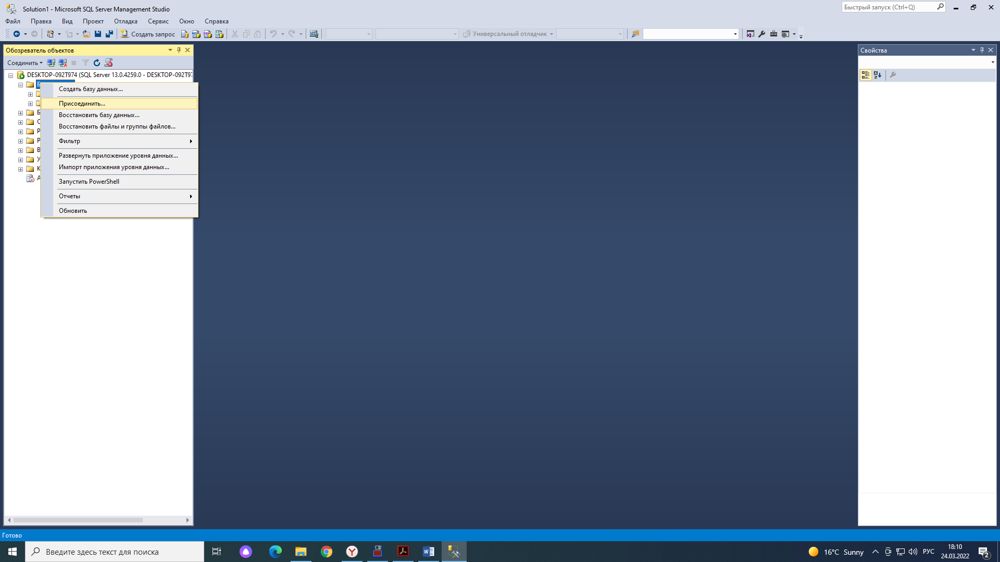 Solution1 - Microsoft SQL Server Management Studio
Быстрый запуск (Ctrl+Q)
Файл Правка Вид Проект Отладка Сервис Окно Справка
Создать запрос
Универсальный отладчик
Обозреватель объектов
Соединить
DESKTOP-092T974 (SQL Server 13.0.4259.0 - DESKTOP-092T97
Б
С
Р
Р
В
У
К
А
Создать базу данных...
Присоединить...
Восстановить базу данных...
Восстановить файлы и группы файлов...
Фильтр
Развернуть приложение уровня данных...
Импорт приложения уровня данных...
Запустить PowerShell
Отчеты
Обновить
Свойства
Готово
Введите здесь текст для поиска
16°C Sunny
РУС
18:10
24.03.2022
2